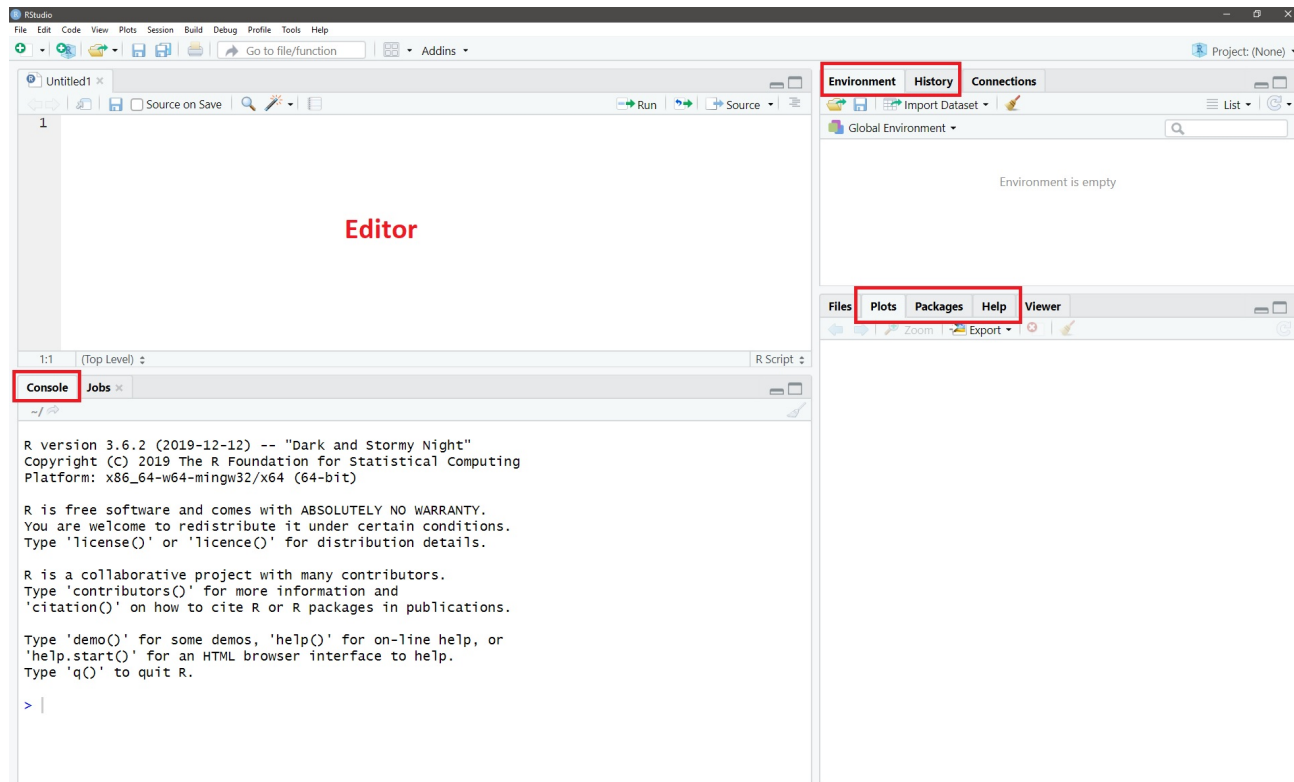 RStudio
File Edit Code View Plots Session Build Debug Profile Tools Help
Go to file/function Addins Project: (None)
Untitled1
Source on Save Run Source
1
Editor
1:1 (Top Level) R Script
Console Jobs
~/
R version 3.6.2 (2019-12-12) -- "Dark and Stormy Night"
Copyright (C) 2019 The R Foundation for Statistical Computing
Platform: x86_64-w64-mingw32/x64 (64-bit)
R is free software and comes with ABSOLUTELY NO WARRANTY.
You are welcome to redistribute it under certain conditions.
Type 'license()' or 'licence()' for distribution details.
R is a collaborative project with many contributors.
Type 'contributors()' for more information and
'citation()' on how to cite R or R packages in publications.
Type 'demo()' for some demos, 'help()' for on-line help, or
'help.start()' for an HTML browser interface to help.
Type 'q()' to quit R.
>
Environment History Connections
Import Dataset List
Global Environment
Environment is empty
Files Plots Packages Help Viewer
Zoom Export